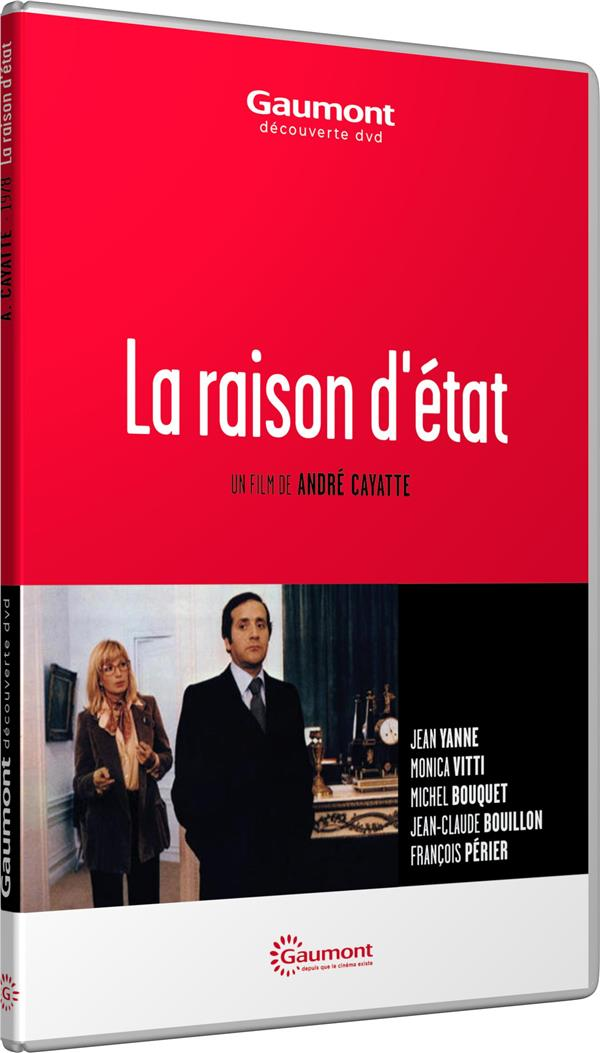 Gaumont
découverte dvd
La raison d'état
UN FILM DE ANDRÉ CAYATTE
JEAN YANNE
MONICA VITTI
MICHEL BOUQUET
JEAN-CLAUDE BOUILLON
FRANÇOIS PÉRIER
Gaumont
depuis que le cinéma existe
A. CAYATTE - 1978 La raison d'état
Gaumont découverte dvd
G